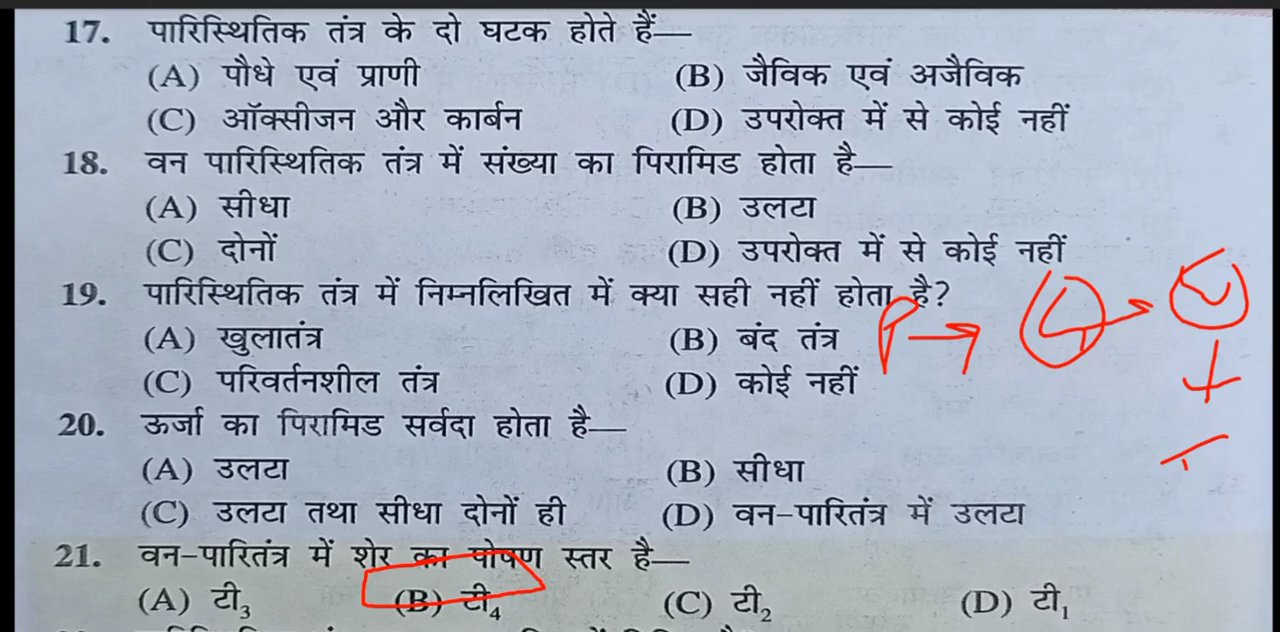 17. पारिस्थितिक तंत्र के दो घटक होते हैं—
(A) पौधे एवं प्राणी (B) जैविक एवं अजैविक
(C) ऑक्सीजन और कार्बन (D) उपरोक्त में से कोई नहीं
18. वन पारिस्थितिक तंत्र में संख्या का पिरामिड होता है—
(A) सीधा (B) उलटा
(C) दोनों (D) उपरोक्त में से कोई नहीं
19. पारिस्थितिक तंत्र में निम्नलिखित में क्या सही नहीं होता है?
(A) खुलातंत्र (B) बंद तंत्र
(C) परिवर्तनशील तंत्र (D) कोई नहीं
20. ऊर्जा का पिरामिड सर्वदा होता है—
(A) उलटा (B) सीधा
(C) उलटा तथा सीधा दोनों ही (D) वन-पारितंत्र में उलटा
21. वन-पारितंत्र में शेर का पोषण स्तर है—
(A) टी₃ (B) टी₄ (C) टी₂ (D) टी₁